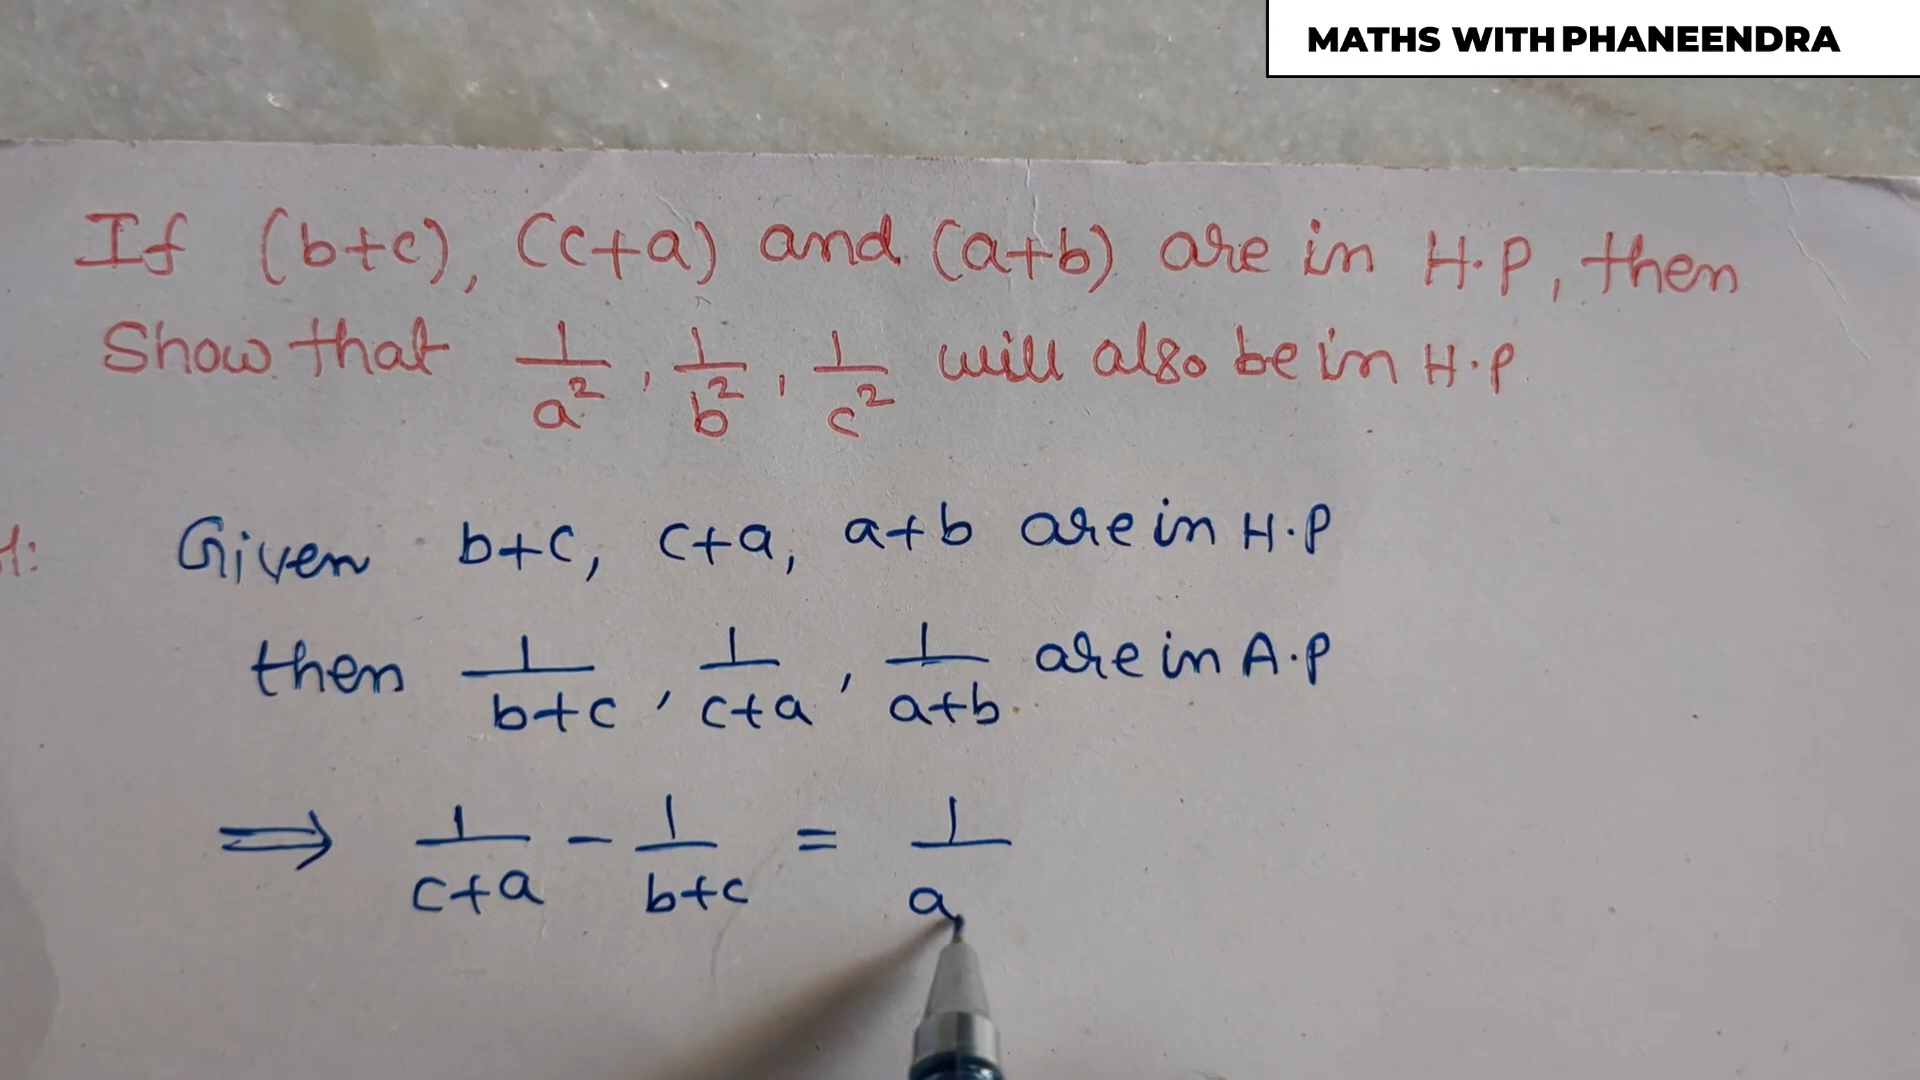 MATHS WITH PHANEENDRA
If (b+c), (c+a) and (a+b) are in H.P, then
Show that 1/a², 1/b², 1/c² will also be in H.P
Given b+c, c+a, a+b are in H.P
then 1/(b+c), 1/(c+a), 1/(a+b) are in A.P
⇒ 1/(c+a) - 1/(b+c) = 1/a